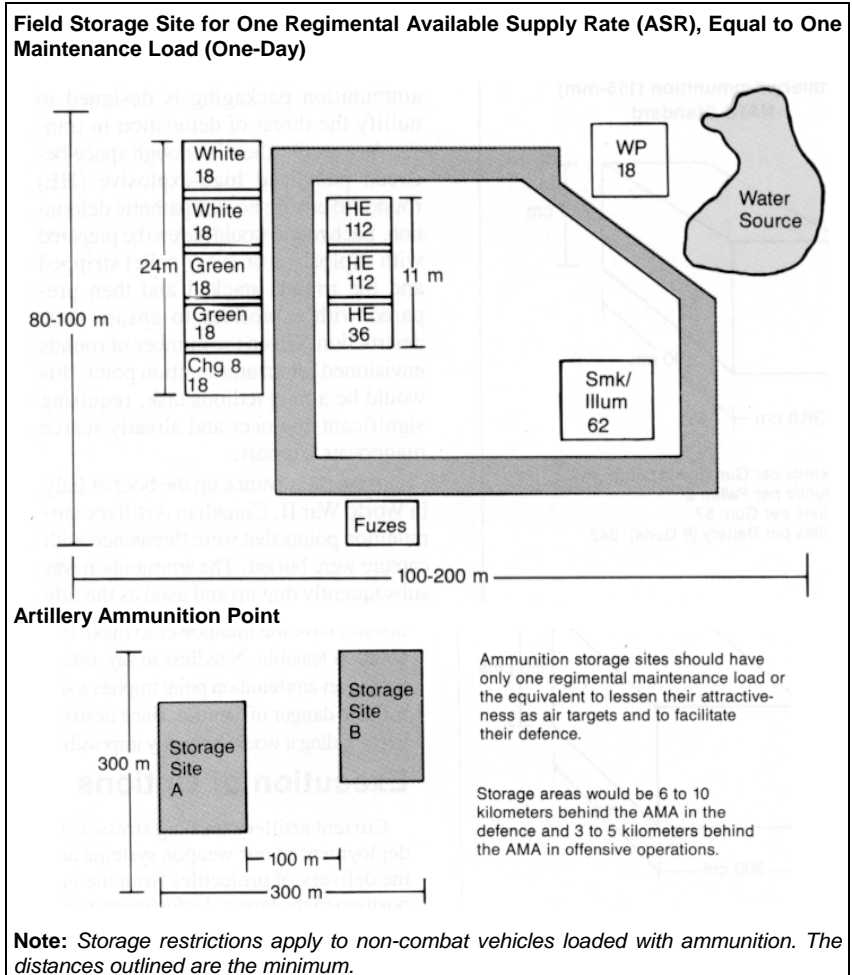 Field Storage Site for One Regimental Available Supply Rate (ASR), Equal to One
Maintenance Load (One-Day)
White
18
White
18
Green
18
Green
18
Chg 8
18
24m
80-100 m
HE
112
HE
112
HE
36
11 m
WP
18
Water
Source
Smk/
Illum
62
Fuzes
100-200 m
Artillery Ammunition Point
300 m
Storage
Site
A
Storage
Site
B
100 m
300 m
Ammunition storage sites should have
only one regimental maintenance load or
the equivalent to lessen their attractive-
ness as air targets and to facilitate
their defence.
Storage areas would be 6 to 10
kilometers behind the AMA in the
defence and 3 to 5 kilometers behind
the AMA in offensive operations.
Note: Storage restrictions apply to non-combat vehicles loaded with ammunition. The
distances outlined are the minimum.